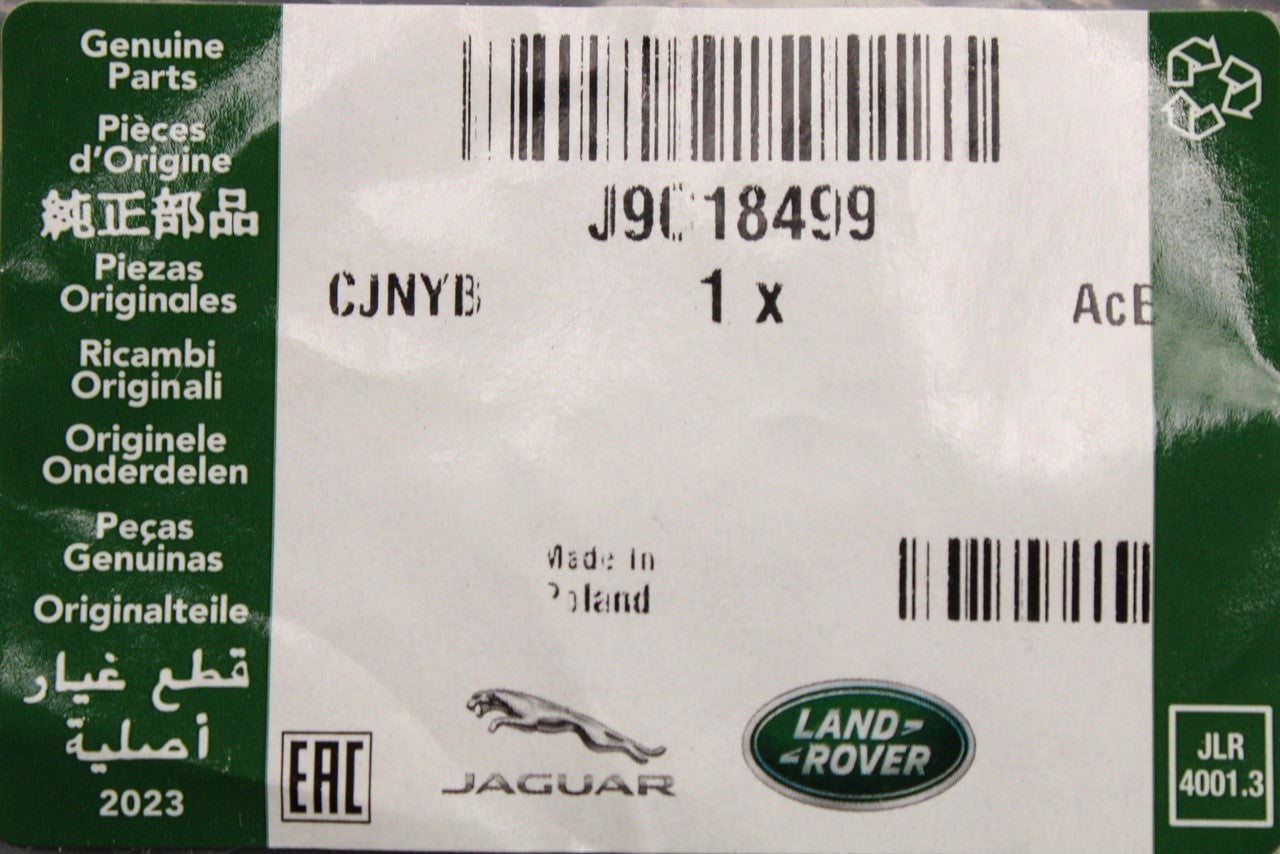 Genuine
Parts
Pièces
d'Origine
純正部品
Piezas
Originales
Ricambi
Originali
Originele
Onderdelen
Peças
Genuinas
Originalteile
قطع غيار
أصلية
2023
J9C18499
CJNYB
1 x
AcE
Made In
Poland
EAC
JAGUAR
LAND
ROVER
JLR
4001.3